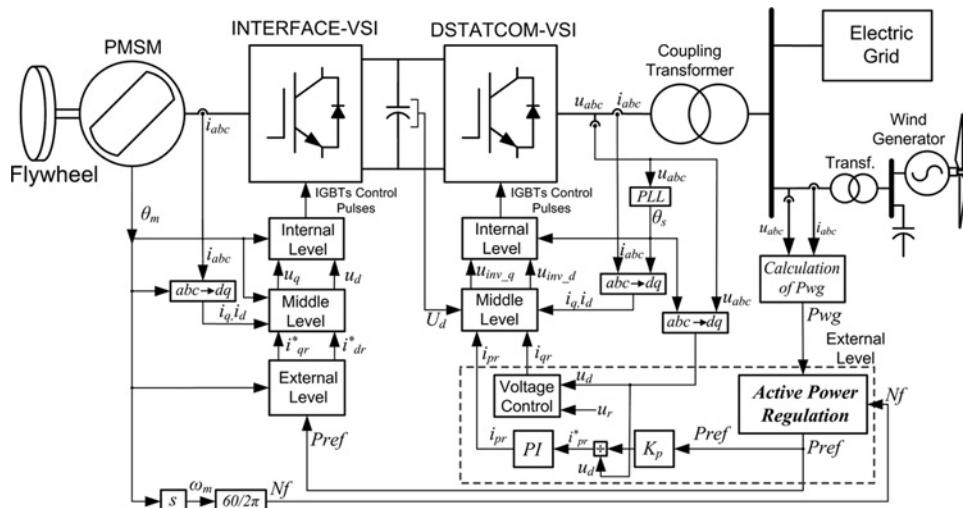 INTERFACE-VSI
DSTATCOM-VSI
PMSM
Coupling
Transformer
Electric
Grid
Wind
Generator
Transf.
Flywheel
i_abc
u_abc
i_abc
u_abc
PLL
θ_s
IGBTs Control
Pulses
IGBTs Control
Pulses
θ_m
i_abc
Internal
Level
Internal
Level
i_abc
u_abc
i_abc
Calculation
of Pwg
u_q
u_d
u_inv_q
u_inv_d
abc→dq
abc→dq
Middle
Level
Middle
Level
u_abc
i_q,i_d
U_d
i_q,i_d
abc→dq
Pwg
i*_qr
i*_dr
i_pr
i_qr
External
Level
External
Level
Voltage
Control
u_d
u_r
Active Power
Regulation
Nf
Pref
i_pr
PI
i*_pr
÷
u_d
K_p
Pref
Pref
ω_m
Nf
s
60/2π